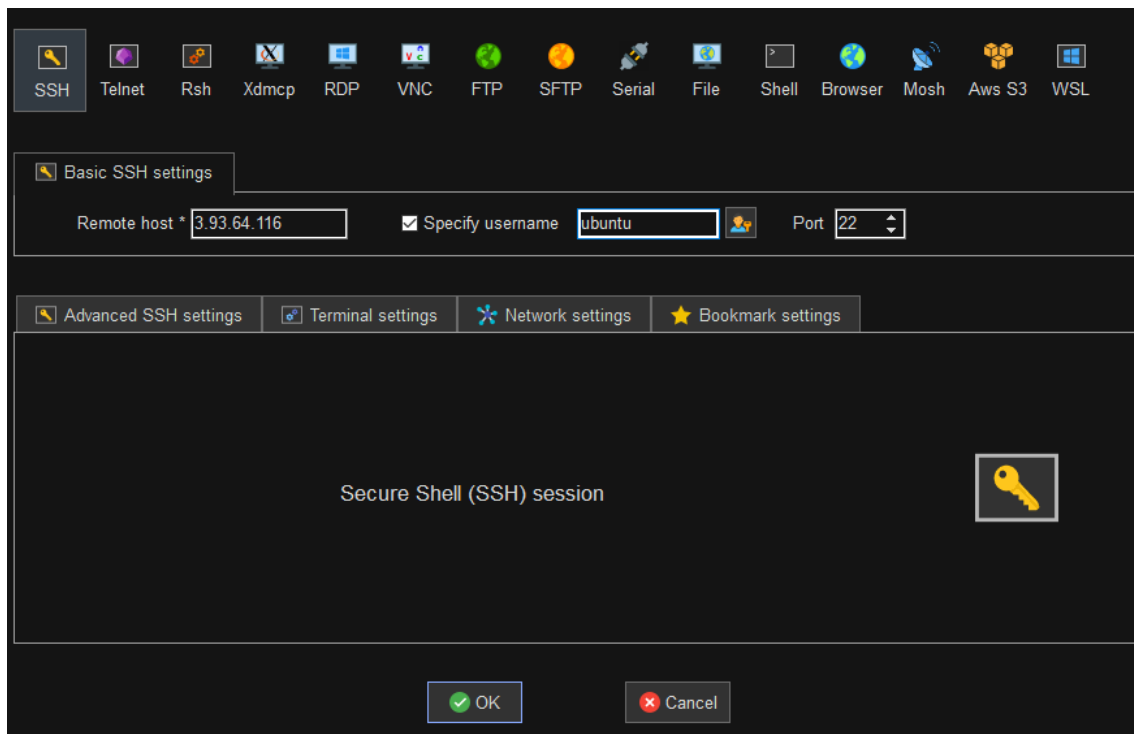 SSH Telnet Rsh Xdmcp RDP VNC FTP SFTP Serial File Shell Browser Mosh Aws S3 WSL
Basic SSH settings
Remote host * 3.93.64.116 Specify username ubuntu Port 22
Advanced SSH settings Terminal settings Network settings Bookmark settings
Secure Shell (SSH) session
OK Cancel